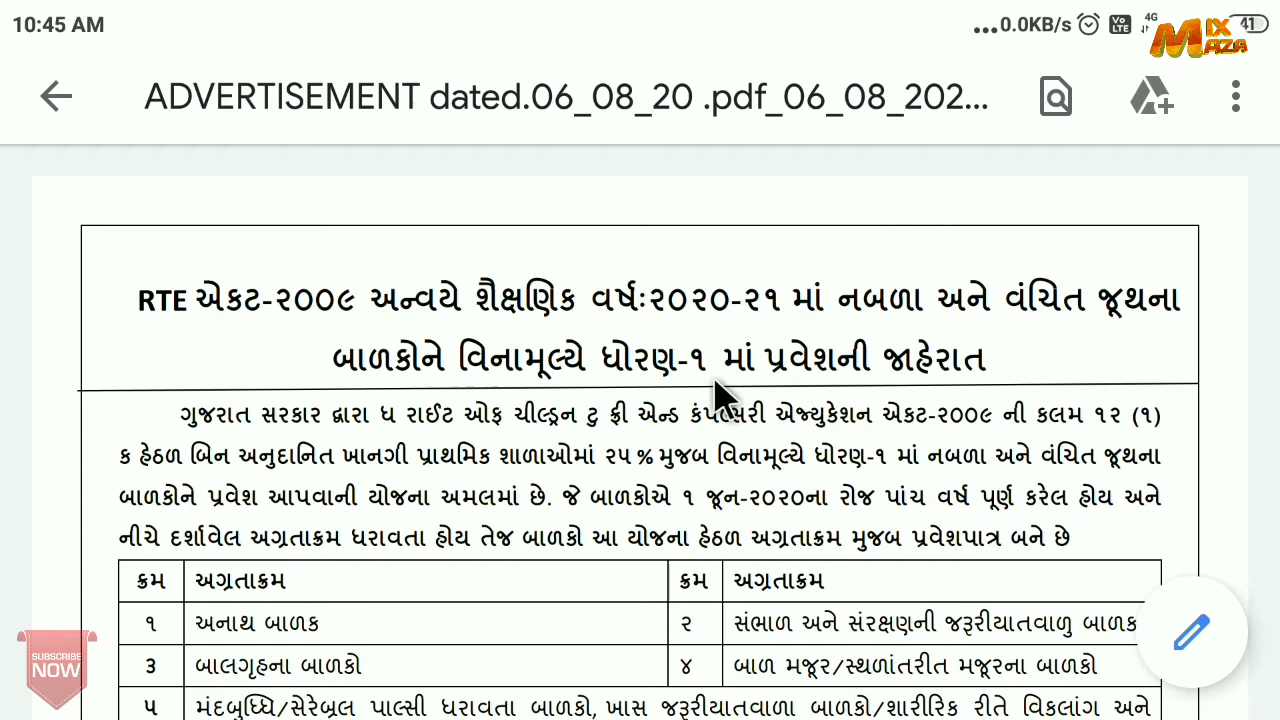 10:45 AM
...0.0KB/s VoLTE 4G 41
MIX MAZA
ADVERTISEMENT dated.06_08_20 .pdf_06_08_202...
RTE એકટ-૨૦૦૯ અન્વયે શૈક્ષણિક વર્ષઃ૨૦૨૦-૨૧ માં નબળા અને વંચિત જૂથના
બાળકોને વિનામૂલ્યે ધોરણ-૧ માં પ્રવેશની જાહેરાત
ગુજરાત સરકાર દ્વારા ધ રાઈટ ઓફ ચીલ્ડ્રન ટુ ફ્રી એન્ડ કંપલ્સરી એજ્યુકેશન એકટ-૨૦૦૯ ની કલમ ૧૨ (૧)
ક હેઠળ બિન અનુદાનિત ખાનગી પ્રાથમિક શાળાઓમાં ૨૫ % મુજબ વિનામૂલ્યે ધોરણ-૧ માં નબળા અને વંચિત જૂથના
બાળકોને પ્રવેશ આપવાની યોજના અમલમાં છે. જે બાળકોએ ૧ જૂન-૨૦૨૦ના રોજ પાંચ વર્ષ પૂર્ણ કરેલ હોય અને
નીચે દર્શાવેલ અગ્રતાક્રમ ધરાવતા હોય તેજ બાળકો આ યોજના હેઠળ અગ્રતાક્રમ મુજબ પ્રવેશપાત્ર બને છે
ક્રમ અગ્રતાક્રમ ક્રમ અગ્રતાક્રમ
૧ અનાથ બાળક ૨ સંભાળ અને સંરક્ષણની જરૂરીયાતવાળુ બાળક
૩ બાલગૃહના બાળકો ૪ બાળ મજૂર/સ્થળાંતરીત મજૂરના બાળકો
૫ મંદબુધ્ધિ/સેરેબ્રલ પાલ્સી ધરાવતા બાળકો, ખાસ જરૂરીયાતવાળા બાળકો/શારીરિક રીતે વિકલાંગ અને
SUBSCRIBE
NOW